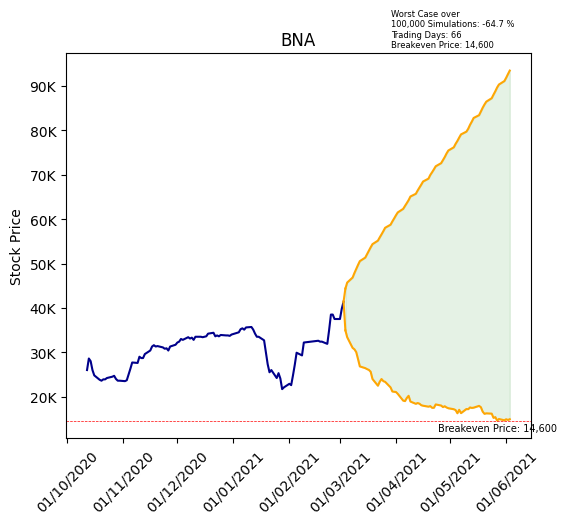 Worst Case over
100,000 Simulations: -64.7 %
Trading Days: 66
Breakeven Price: 14,600
BNA
Stock Price
90K
80K
70K
60K
50K
40K
30K
20K
Breakeven Price: 14,600
01/10/2020
01/11/2020
01/12/2020
01/01/2021
01/02/2021
01/03/2021
01/04/2021
01/05/2021
01/06/2021